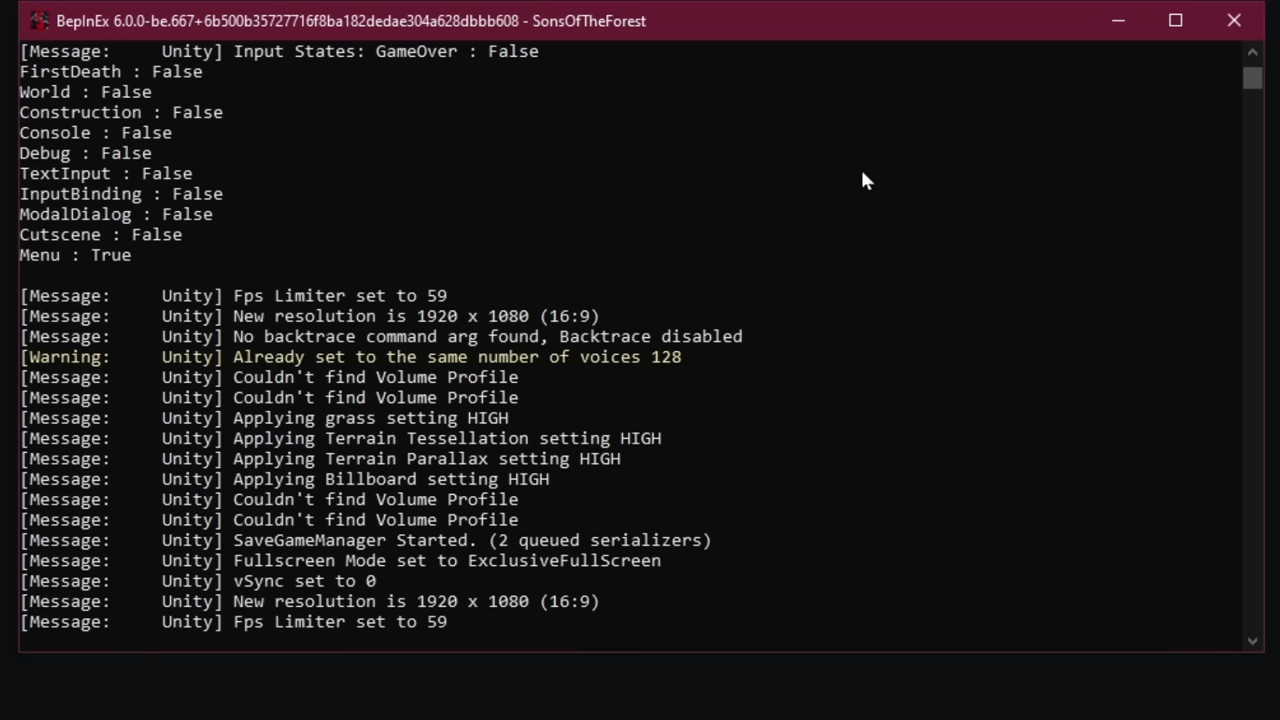 BepInEx 6.0.0-be.667+6b500b35727716f8ba182dedae304a628dbbb608 - SonsOfTheForest
[Message:     Unity] Input States: GameOver : False
FirstDeath : False
World : False
Construction : False
Console : False
Debug : False
TextInput : False
InputBinding : False
ModalDialog : False
Cutscene : False
Menu : True
[Message:     Unity] Fps Limiter set to 59
[Message:     Unity] New resolution is 1920 x 1080 (16:9)
[Message:     Unity] No backtrace command arg found, Backtrace disabled
[Warning:     Unity] Already set to the same number of voices 128
[Message:     Unity] Couldn't find Volume Profile
[Message:     Unity] Couldn't find Volume Profile
[Message:     Unity] Applying grass setting HIGH
[Message:     Unity] Applying Terrain Tessellation setting HIGH
[Message:     Unity] Applying Terrain Parallax setting HIGH
[Message:     Unity] Applying Billboard setting HIGH
[Message:     Unity] Couldn't find Volume Profile
[Message:     Unity] Couldn't find Volume Profile
[Message:     Unity] SaveGameManager Started. (2 queued serializers)
[Message:     Unity] Fullscreen Mode set to ExclusiveFullScreen
[Message:     Unity] vSync set to 0
[Message:     Unity] New resolution is 1920 x 1080 (16:9)
[Message:     Unity] Fps Limiter set to 59